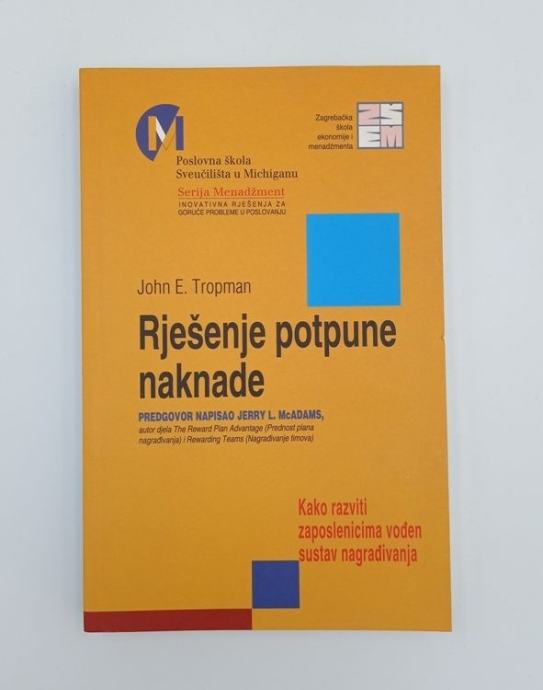 M
Poslovna škola
Sveučilišta u Michiganu
Serija Menadžment
INOVATIVNA RJEŠENJA ZA
GORUĆE PROBLEME U POSLOVANJU
Zagrebačka
škola
ekonomije i
menadžmenta
ZŠ
EM
John E. Tropman
Rješenje potpune
naknade
PREDGOVOR NAPISAO JERRY L. McADAMS,
autor djela The Reward Plan Advantage (Prednost plana
nagrađivanja) i Rewarding Teams (Nagrađivanje timova)
Kako razviti
zaposlenicima vođen
sustav nagrađivanja